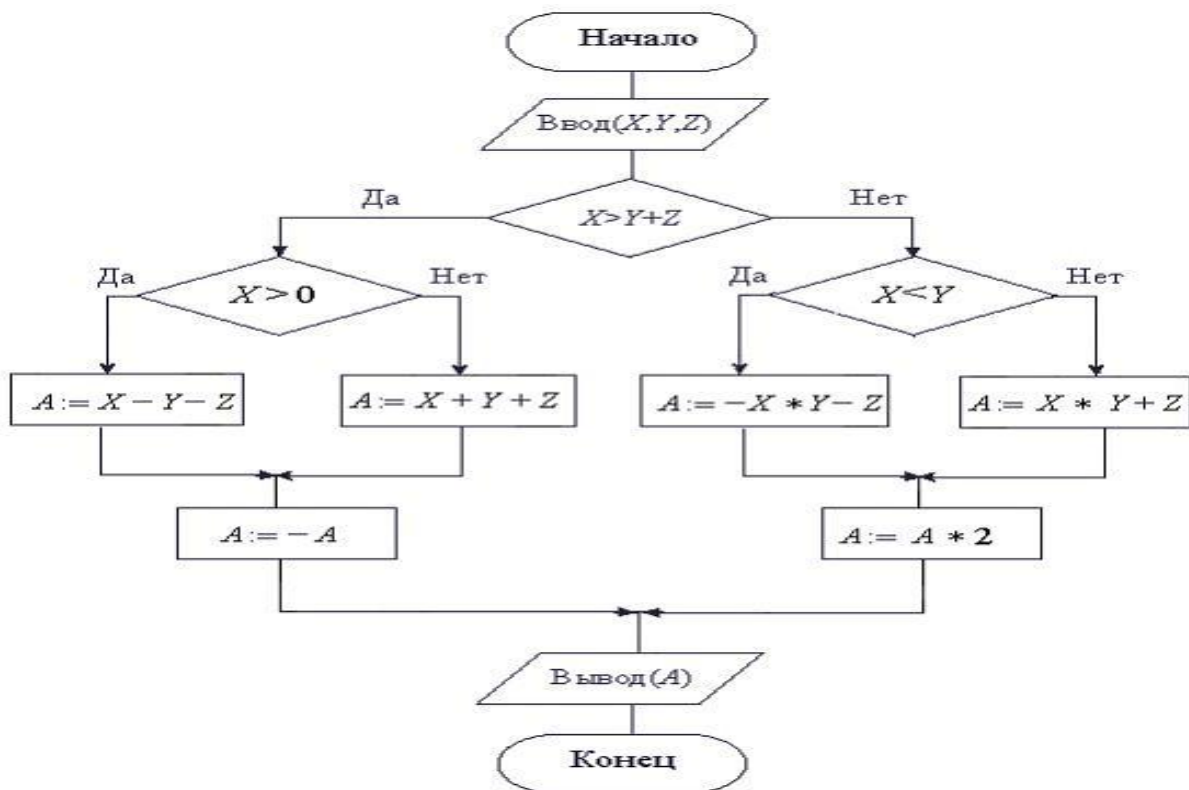 Начало
Ввод(X,Y,Z)
Да
Нет
X>Y+Z
Да
Нет
Да
Нет
X>0
X<Y
A:= X-Y-Z
A:= X+Y+Z
A:=-X*Y-Z
A:= X* Y+Z
A:=-A
A:= A*2
Вывод(A)
Конец